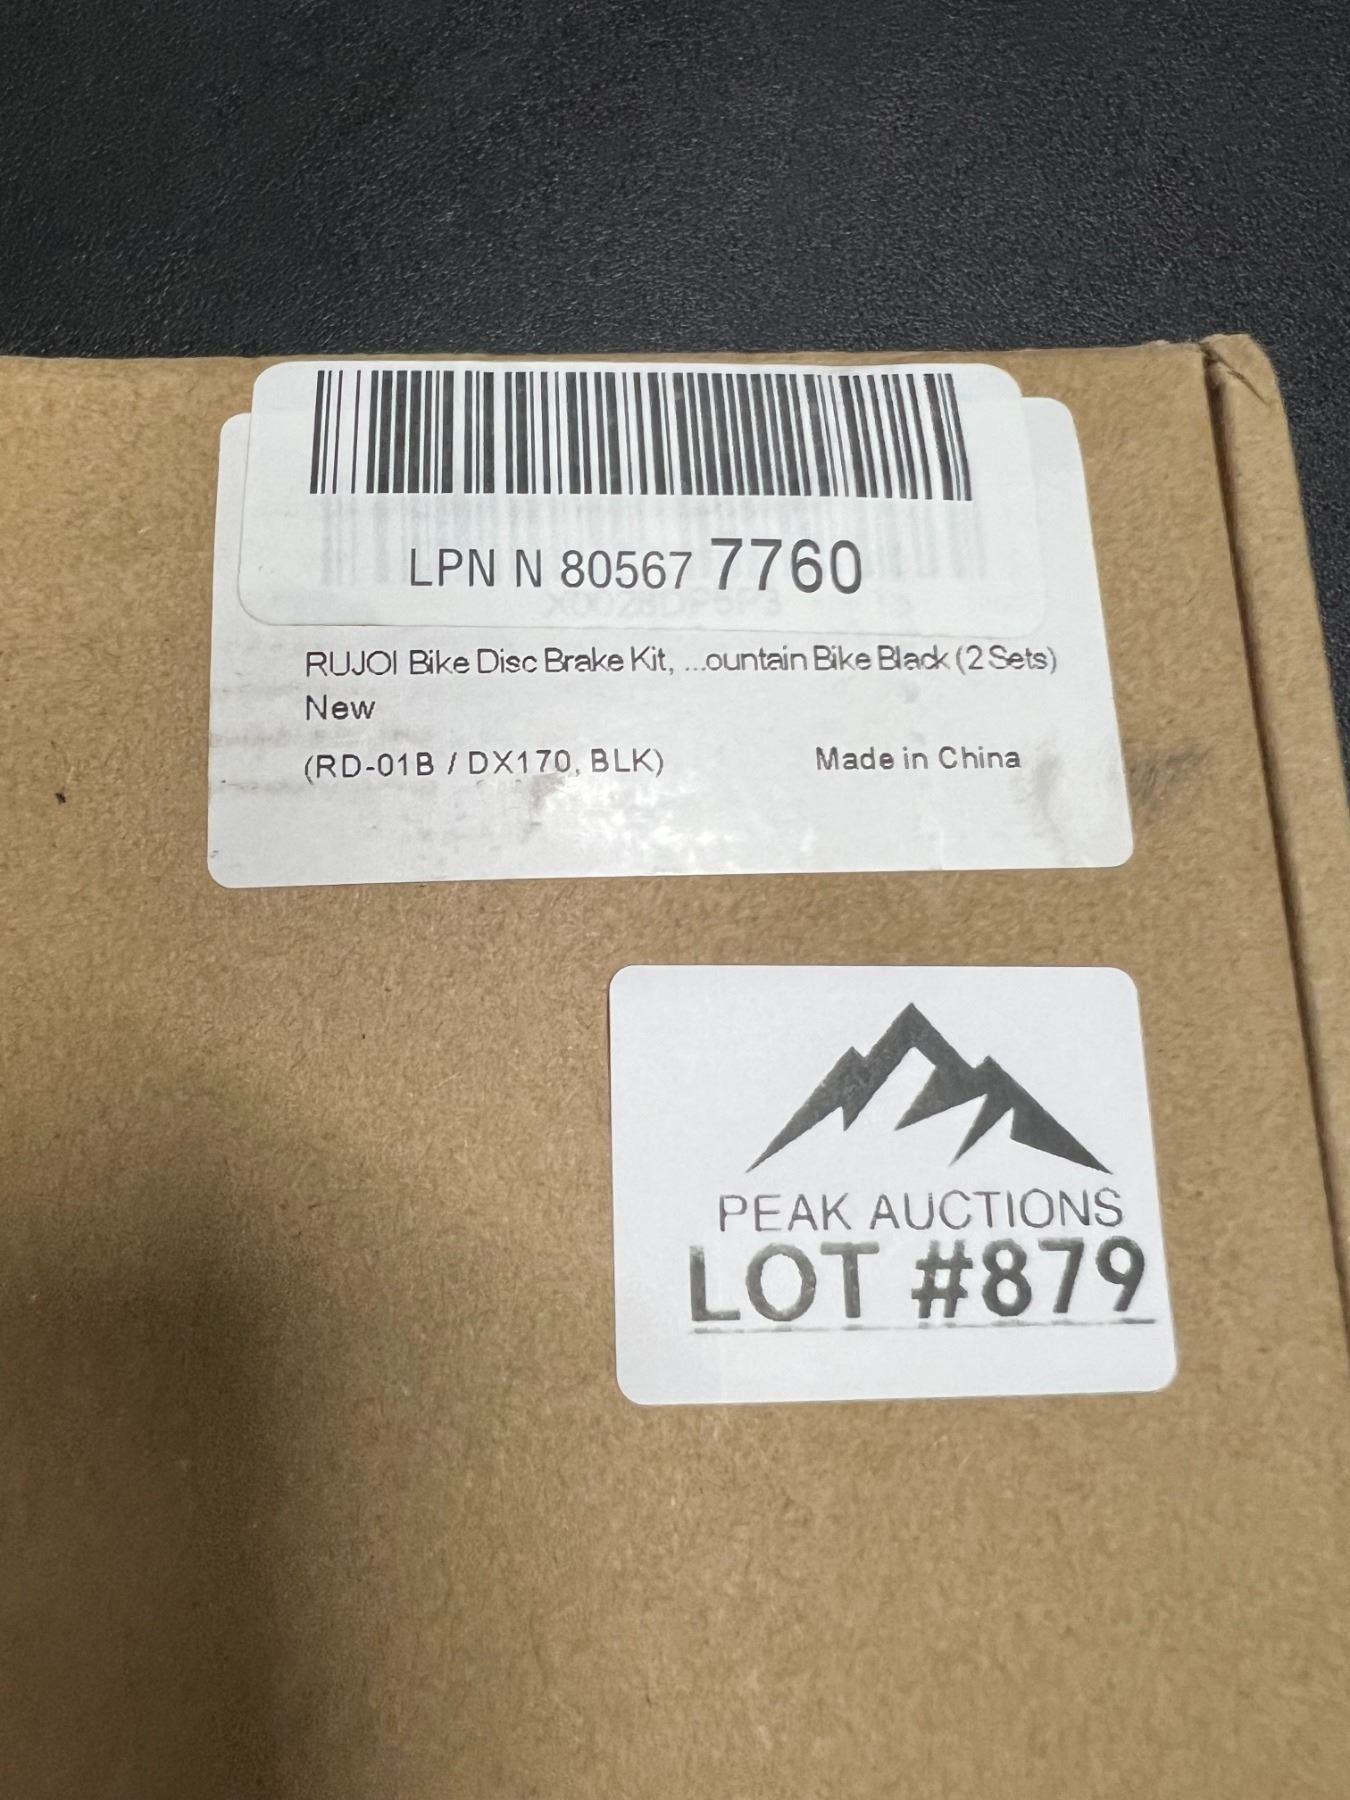 LPN N 80567 7760
RUJOI Bike Disc Brake Kit, ...ountain Bike Black (2 Sets)
New
(RD-01B / DX170, BLK) Made in China
PEAK AUCTIONS
LOT #879